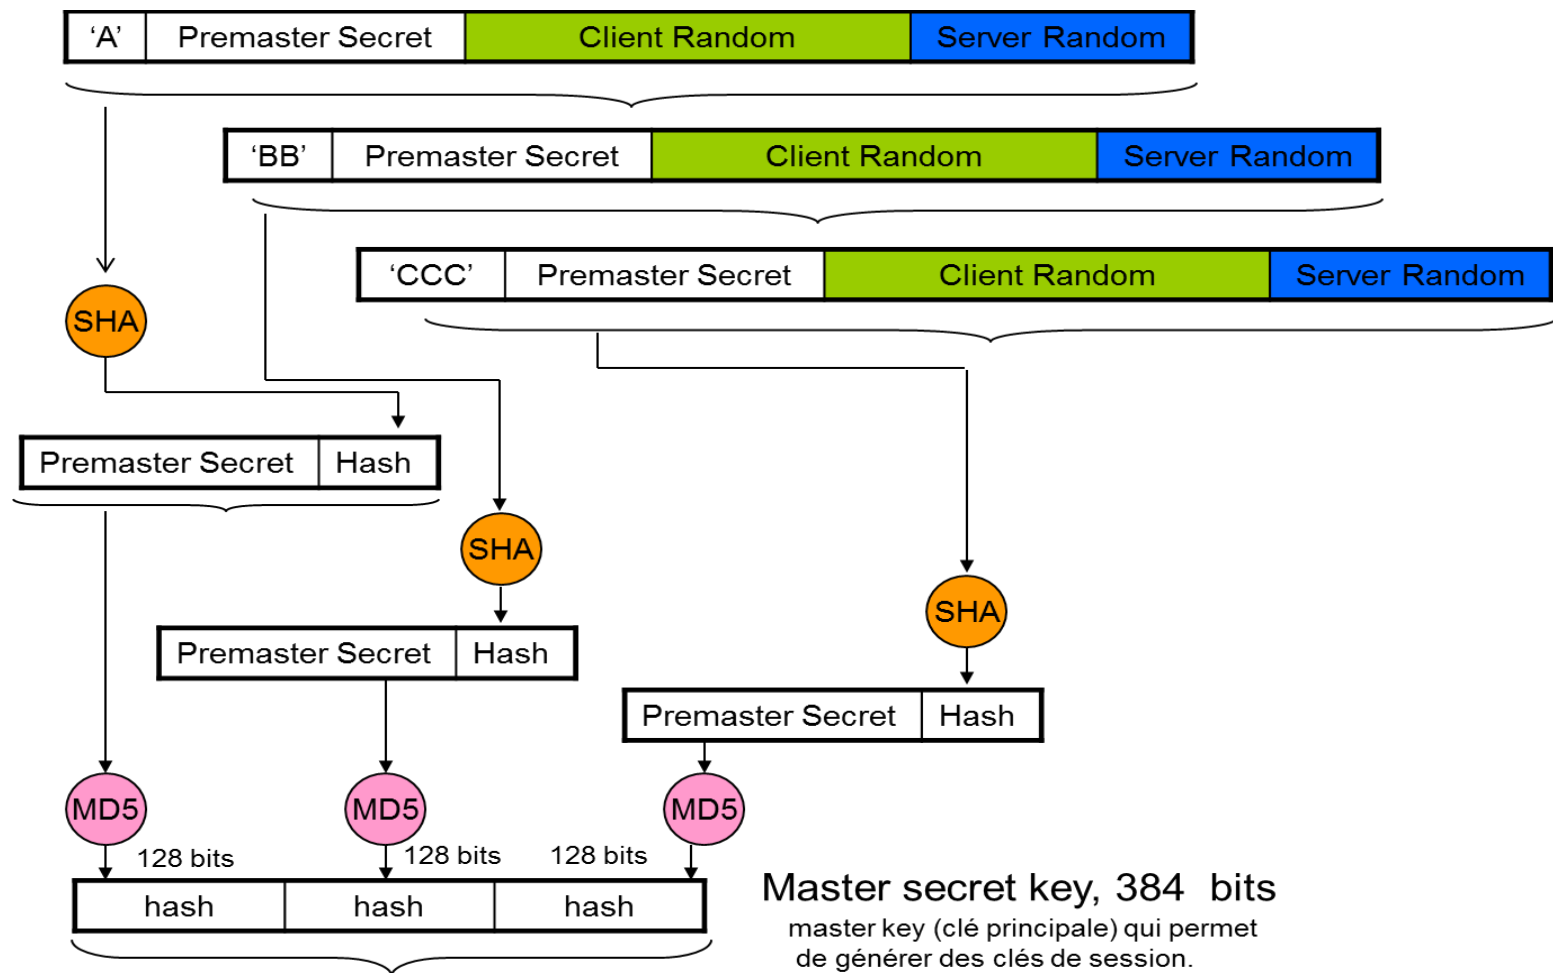 ‘A’ Premaster Secret Client Random Server Random
‘BB’ Premaster Secret Client Random Server Random
‘CCC’ Premaster Secret Client Random Server Random
SHA
Premaster Secret Hash
SHA
SHA
Premaster Secret Hash
Premaster Secret Hash
MD5 MD5 MD5
128 bits 128 bits 128 bits
hash hash hash
Master secret key, 384 bits
master key (clé principale) qui permet
de générer des clés de session.